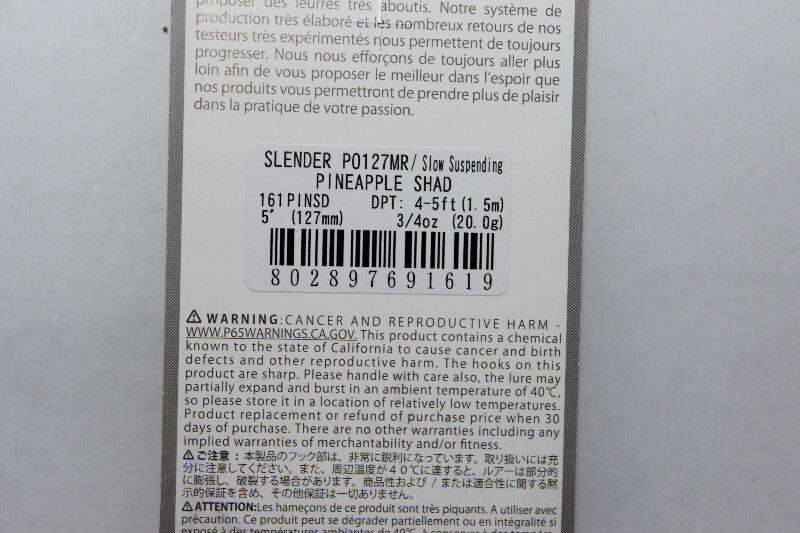 proposer des leurres très aboutis. Notre système de
production très élaboré et les nombreux retours de nos
testeurs très expérimentés nous permettent de toujours
progresser. Nous nous efforçons de toujours aller plus
loin afin de vous proposer le meilleur dans l'espoir que
nos produits vous permettront de prendre plus de plaisir
dans la pratique de votre passion.
SLENDER PO127MR/ Slow Suspending
PINEAPPLE SHAD
161PINSD DPT: 4-5ft(1.5m)
5" (127mm) 3/4oz (20.0g)
802897691619
⚠ WARNING:CANCER AND REPRODUCTIVE HARM -
WWW.P65WARNINGS.CA.GOV. This product contains a chemical
known to the state of California to cause cancer and birth
defects and other reproductive harm. The hooks on this
product are sharp. Please handle with care also, the lure may
partially expand and burst in an ambient temperature of 40℃,
so please store it in a location of relatively low temperatures.
Product replacement or refund of purchase price when 30
days of purchase. There are no other warranties including any
implied warranties of merchantability and/or fitness.
⚠ ご注意：本製品のフック部は、非常に鋭利になっています。取り扱いには充
分に注意してください。また、周辺温度が４０℃に達すると、ルアーは部分的
に膨張し、破裂する場合があります。商品性および / または適合性に関する黙
示的保証を含め、その他保証は一切ありません。
⚠ATTENTION:Les hameçons de ce produit sont très piquants. A utiliser avec
précaution. Ce produit peut se dégrader partiellement ou en intégralité si
exposé à des températures ambiantes de 40℃, à conserver à des tempéra-